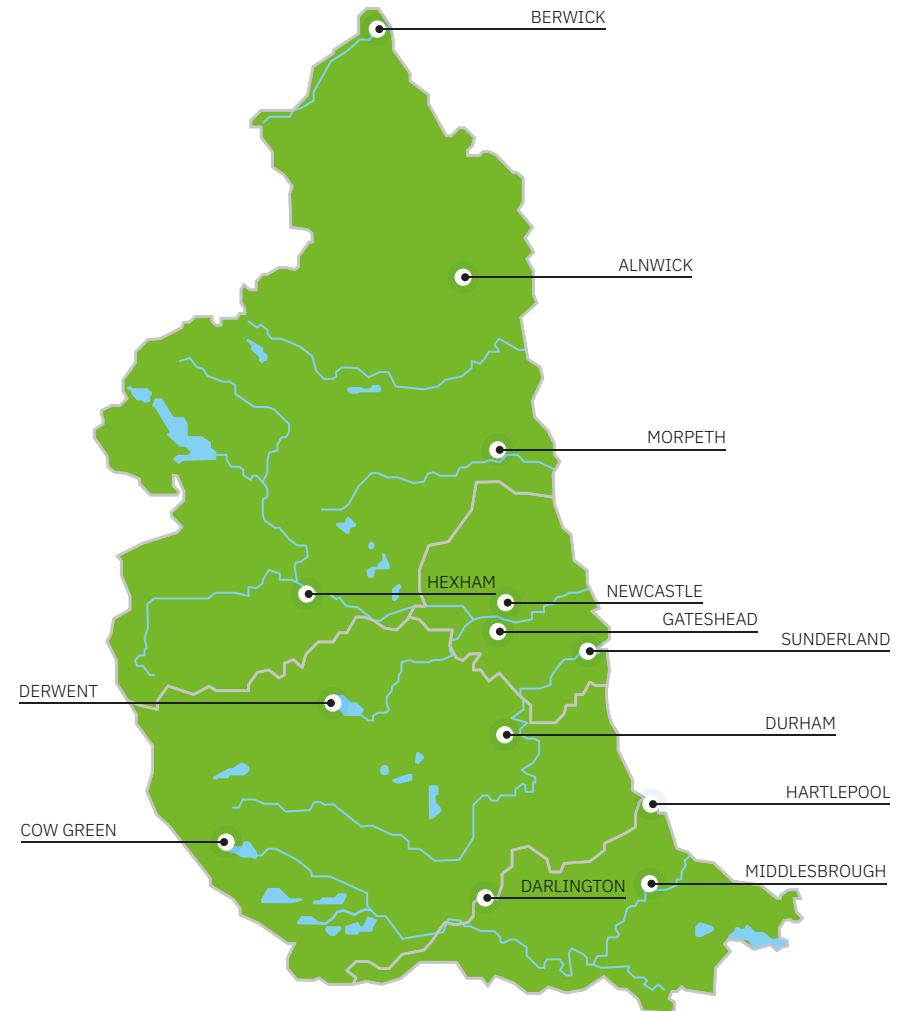 BERWICK
ALNWICK
MORPETH
HEXHAM
NEWCASTLE
GATESHEAD
SUNDERLAND
DERWENT
DURHAM
HARTLEPOOL
COW GREEN
MIDDLESBROUGH
DARLINGTON